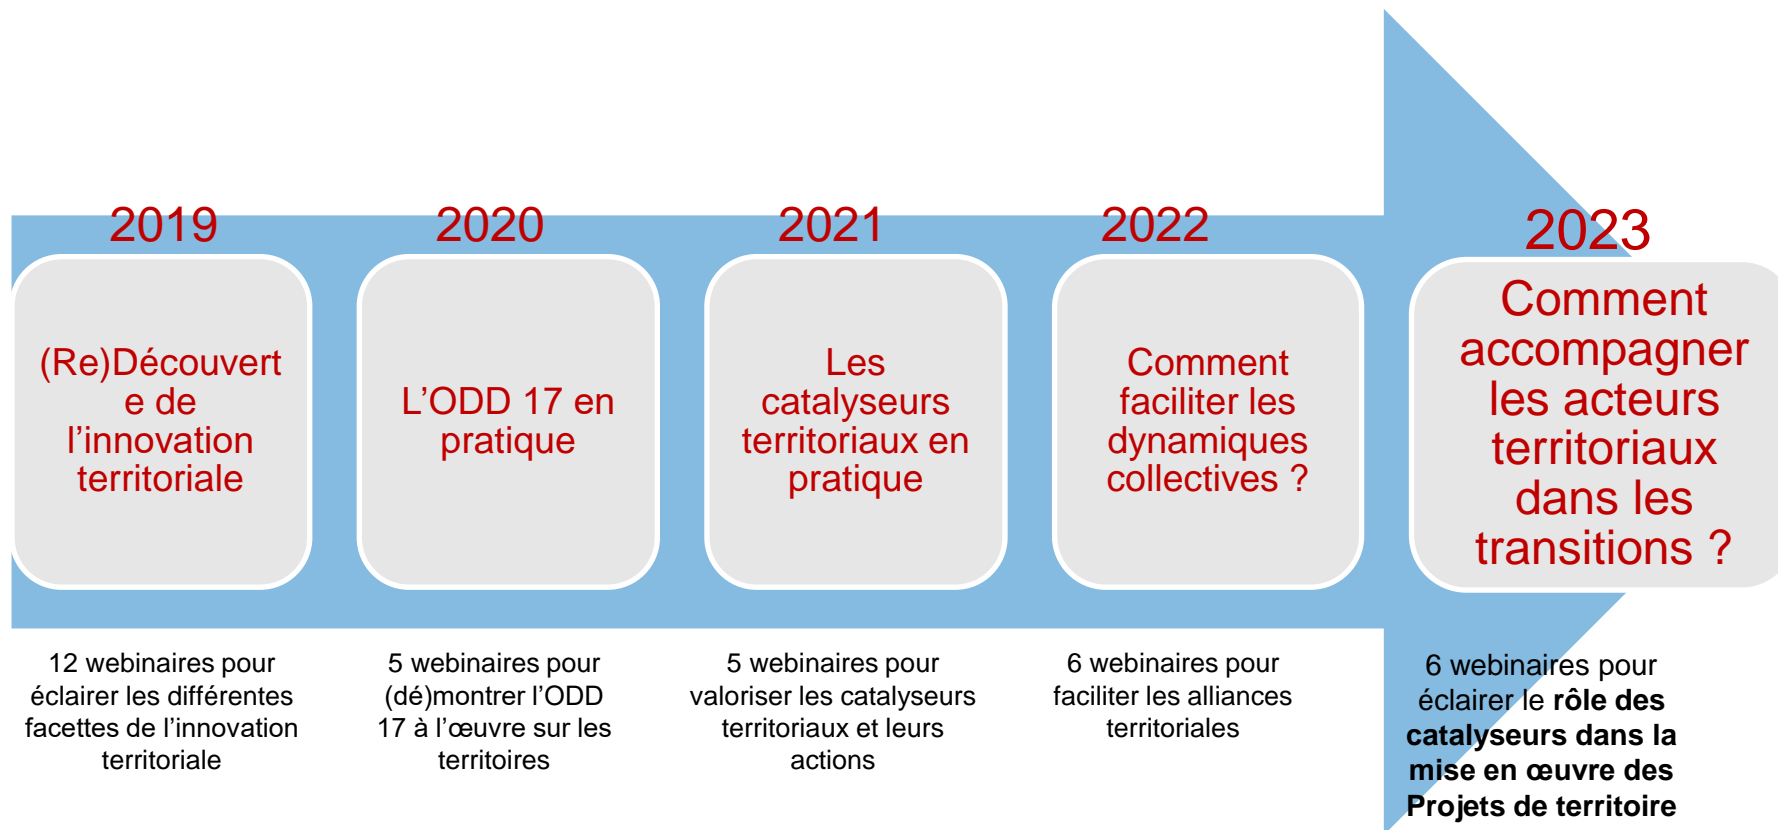 2019
(Re)Découvert
e de
l’innovation
territoriale
12 webinaires pour
éclairer les différentes
facettes de l’innovation
territoriale
2020
L’ODD 17 en
pratique
5 webinaires pour
(dé)montrer l’ODD
17 à l’œuvre sur les
territoires
2021
Les
catalyseurs
territoriaux en
pratique
5 webinaires pour
valoriser les catalyseurs
territoriaux et leurs
actions
2022
Comment
faciliter les
dynamiques
collectives ?
6 webinaires pour
faciliter les alliances
territoriales
2023
Comment
accompagner
les acteurs
territoriaux
dans les
transitions ?
6 webinaires pour
éclairer le rôle des
catalyseurs dans la
mise en œuvre des
Projets de territoire